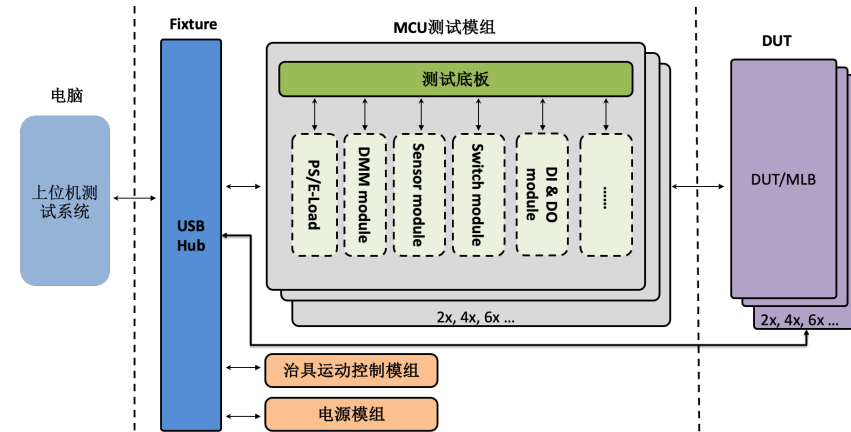 Fixture
MCU测试模组
DUT
电脑
测试底板
上位机测
试系统
USB
Hub
PS/E-Load
DMM module
Sensor module
Switch module
DI & DO
module
......
DUT/MLB
2x, 4x, 6x ...
2x, 4x, 6x ...
治具运动控制模组
电源模组